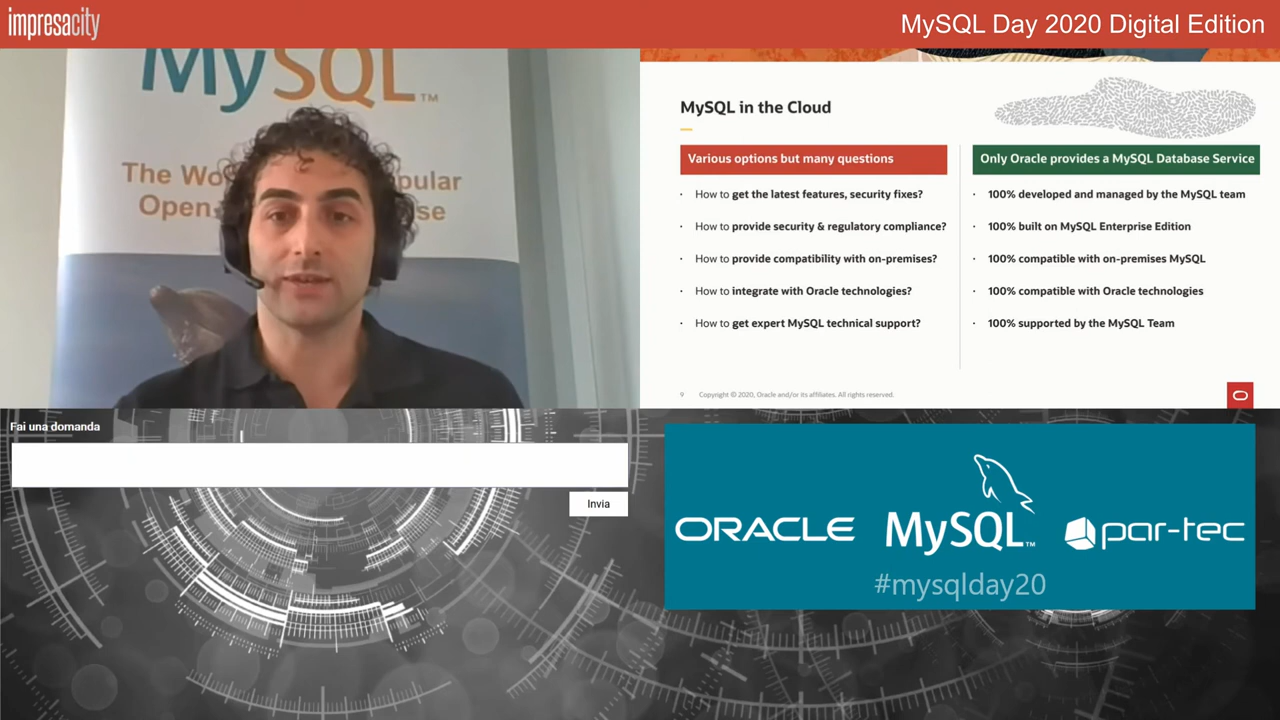 impresacity
MySQL Day 2020 Digital Edition
MySQL™
The Wo pular
Open se
MySQL in the Cloud
Various options but many questions
· How to get the latest features, security fixes?
· How to provide security & regulatory compliance?
· How to provide compatibility with on-premises?
· How to integrate with Oracle technologies?
· How to get expert MySQL technical support?
Only Oracle provides a MySQL Database Service
· 100% developed and managed by the MySQL team
· 100% built on MySQL Enterprise Edition
· 100% compatible with on-premises MySQL
· 100% compatible with Oracle technologies
· 100% supported by the MySQL Team
9 Copyright © 2020, Oracle and/or its affiliates. All rights reserved.
Fai una domanda
Invia
ORACLE MySQL™ par-tec
#mysqlday20